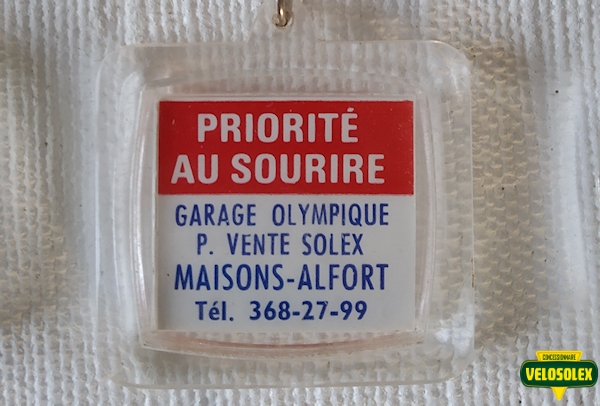 PRIORITÉ
AU SOURIRE
GARAGE OLYMPIQUE
P. VENTE SOLEX
MAISONS-ALFORT
Tél. 368-27-99
CONCESSIONNAIRE
VELOSOLEX